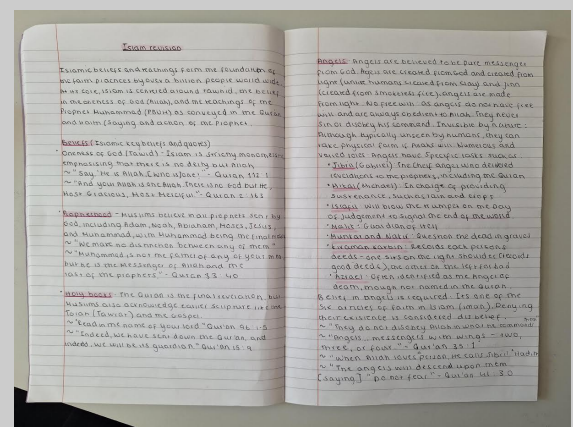 Islam revision
Islamic beliefs and teachings form the foundation of
the faith practices by over a billion people world wide.
At its core, Islam is centred around Tawhid, the belief
in the oneness of God (Allah), and the teachings of the
Prophet Muhammad (PBUH) as conveyed in the Quran
and Hadith (saying and action of the Prophet.
Beliefs (Islamic key beliefs and quotes)
Oneness of God (Tawid) - Islam is strictly monotheistic
emphasising that there is no deity but Allah
~ "Say 'He is Allah, [who is] one'" - Quran 112:1
~ "And your Allah is one Allah. There is no God but He,
Most Gracious, Most Merciful" - Quran 2:163
Prophethood - Muslims believe many prophets sent by
God, including Adam, Noah, Abraham, Moses, Jesus,
and Muhammad, with Muhammad being the final
~ "We make no distinction between any of them"
~ "Muhammad is not the father of any of your men
but he is the Messenger of Allah and the
last of the prophets" - Quran 33:40
Holy books - The Quran is the final revelation, but
Muslims also acknowledge earlier scripture like the
Torah (Tawrat) and the Gospel
~ "Read in the name of your lord" Qur'an 96:1-5
~ "Indeed, we have sent down the Qur'an, and
indeed, we will be its guardian" Qur'an 15:9
Angels - Angels are believed to be pure messenger
from God. Angels are created from God and created from
light (unlike humans created from clay and Jinn
(created from smokeless fire), angels are made
from light. No free will: as angels do not have free
will and are always obedient to Allah. They never
sin or disobey his command. Invisible by nature:
Although typically unseen by humans, they can
take physical form if Allah wills. Numerous and
varied roles: Angels have specific tasks such as
• Jibril (Gabriel): The chief angel who delivered
revelations to the prophets, including the Quran
• Mikail (Michael): In charge of providing
sustenance, such as rain and crops
• Israfil: will blow the trumpet on the day
of judgement to signal the end of the world.
• Malik: Guardian of Hell
• Munkar and Nakir: Question the dead in graves
• Kiraman Katibin: Records each persons
deeds - one sits on the right shoulder (records
good deeds), the other on the left for bad
• Azrael: Often identified as the Angel of
death, though not named in the Quran
Belief in angels is required: Its one of the
six articles of faith in Islam (iman). Denying
their existence is considered disbelief.
~ "They do not disobey Allah in what he command"
~ "Angels... messengers with wings - two,
three, or four..." - Qur'an 35:1
~ "When Allah loves person, he calls Jibril" Hadith
~ "The angels will descend upon them
[saying] "Do not fear" - Qur'an 41:30